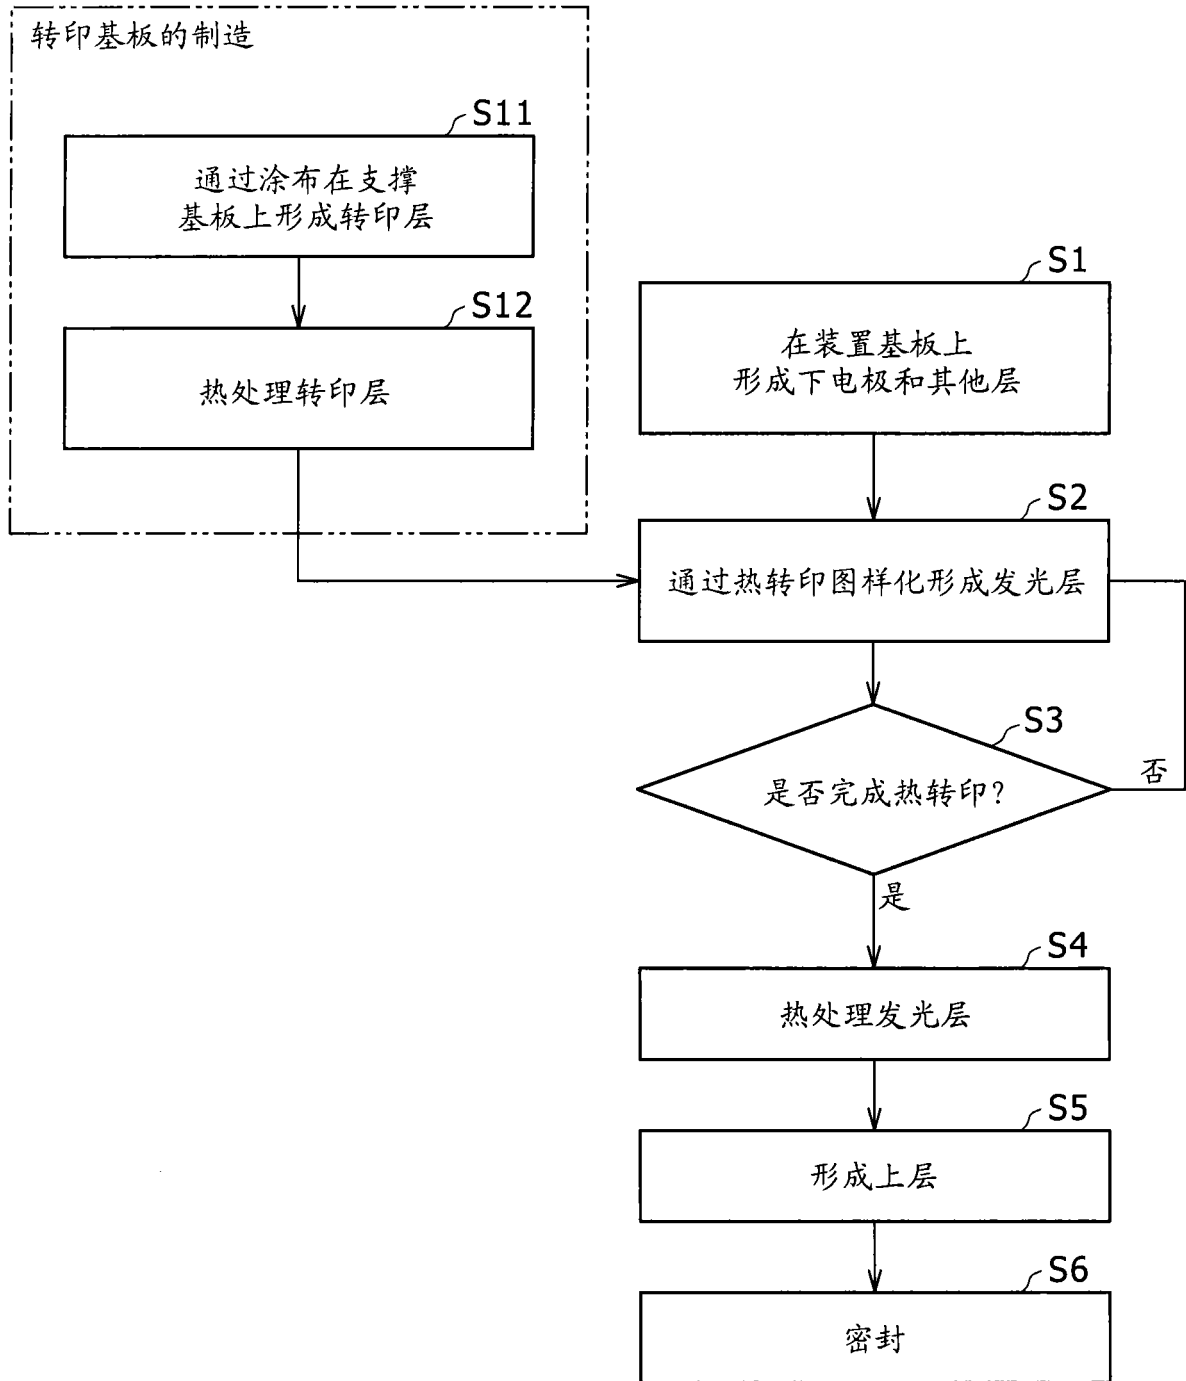 转印基板的制造
S11
通过涂布在支撑
基板上形成转印层
S12
热处理转印层
S1
在装置基板上
形成下电极和其他层
S2
通过热转印图样化形成发光层
S3
是否完成热转印？
否
是
S4
热处理发光层
S5
形成上层
S6
密封